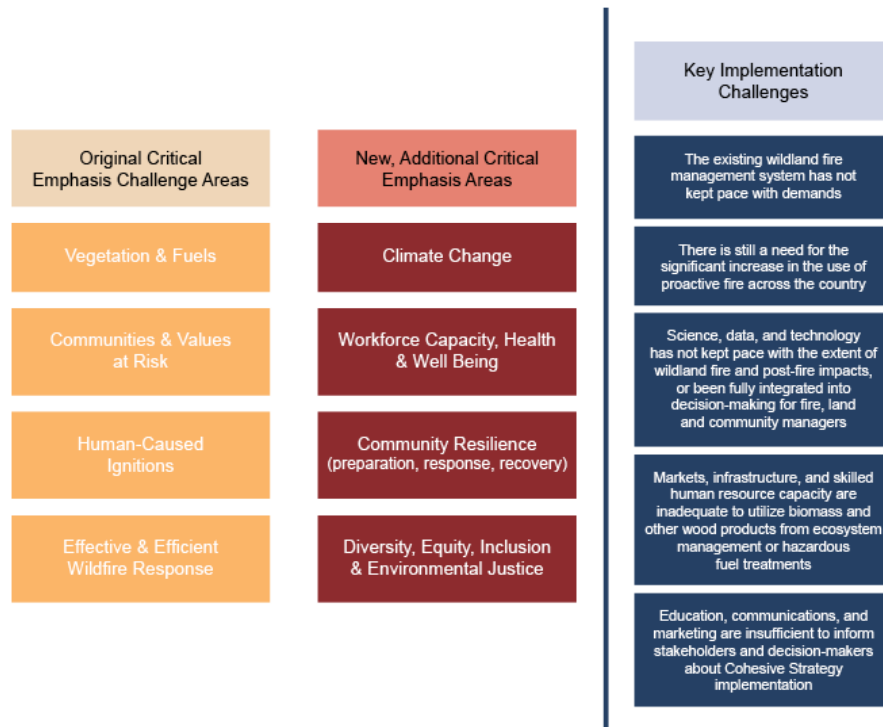 Original Critical
Emphasis Challenge Areas
Vegetation & Fuels
Communities & Values
at Risk
Human-Caused
Ignitions
Effective & Efficient
Wildfire Response
New, Additional Critical
Emphasis Areas
Climate Change
Workforce Capacity, Health
& Well Being
Community Resilience
(preparation, response, recovery)
Diversity, Equity, Inclusion
& Environmental Justice
Key Implementation
Challenges
The existing wildland fire
management system has not
kept pace with demands
There is still a need for the
significant increase in the use of
proactive fire across the country
Science, data, and technology
has not kept pace with the extent of
wildland fire and post-fire impacts,
or been fully integrated into
decision-making for fire, land
and community managers
Markets, infrastructure, and skilled
human resource capacity are
inadequate to utilize biomass and
other wood products from ecosystem
management or hazardous
fuel treatments
Education, communications, and
marketing are insufficient to inform
stakeholders and decision-makers
about Cohesive Strategy
implementation